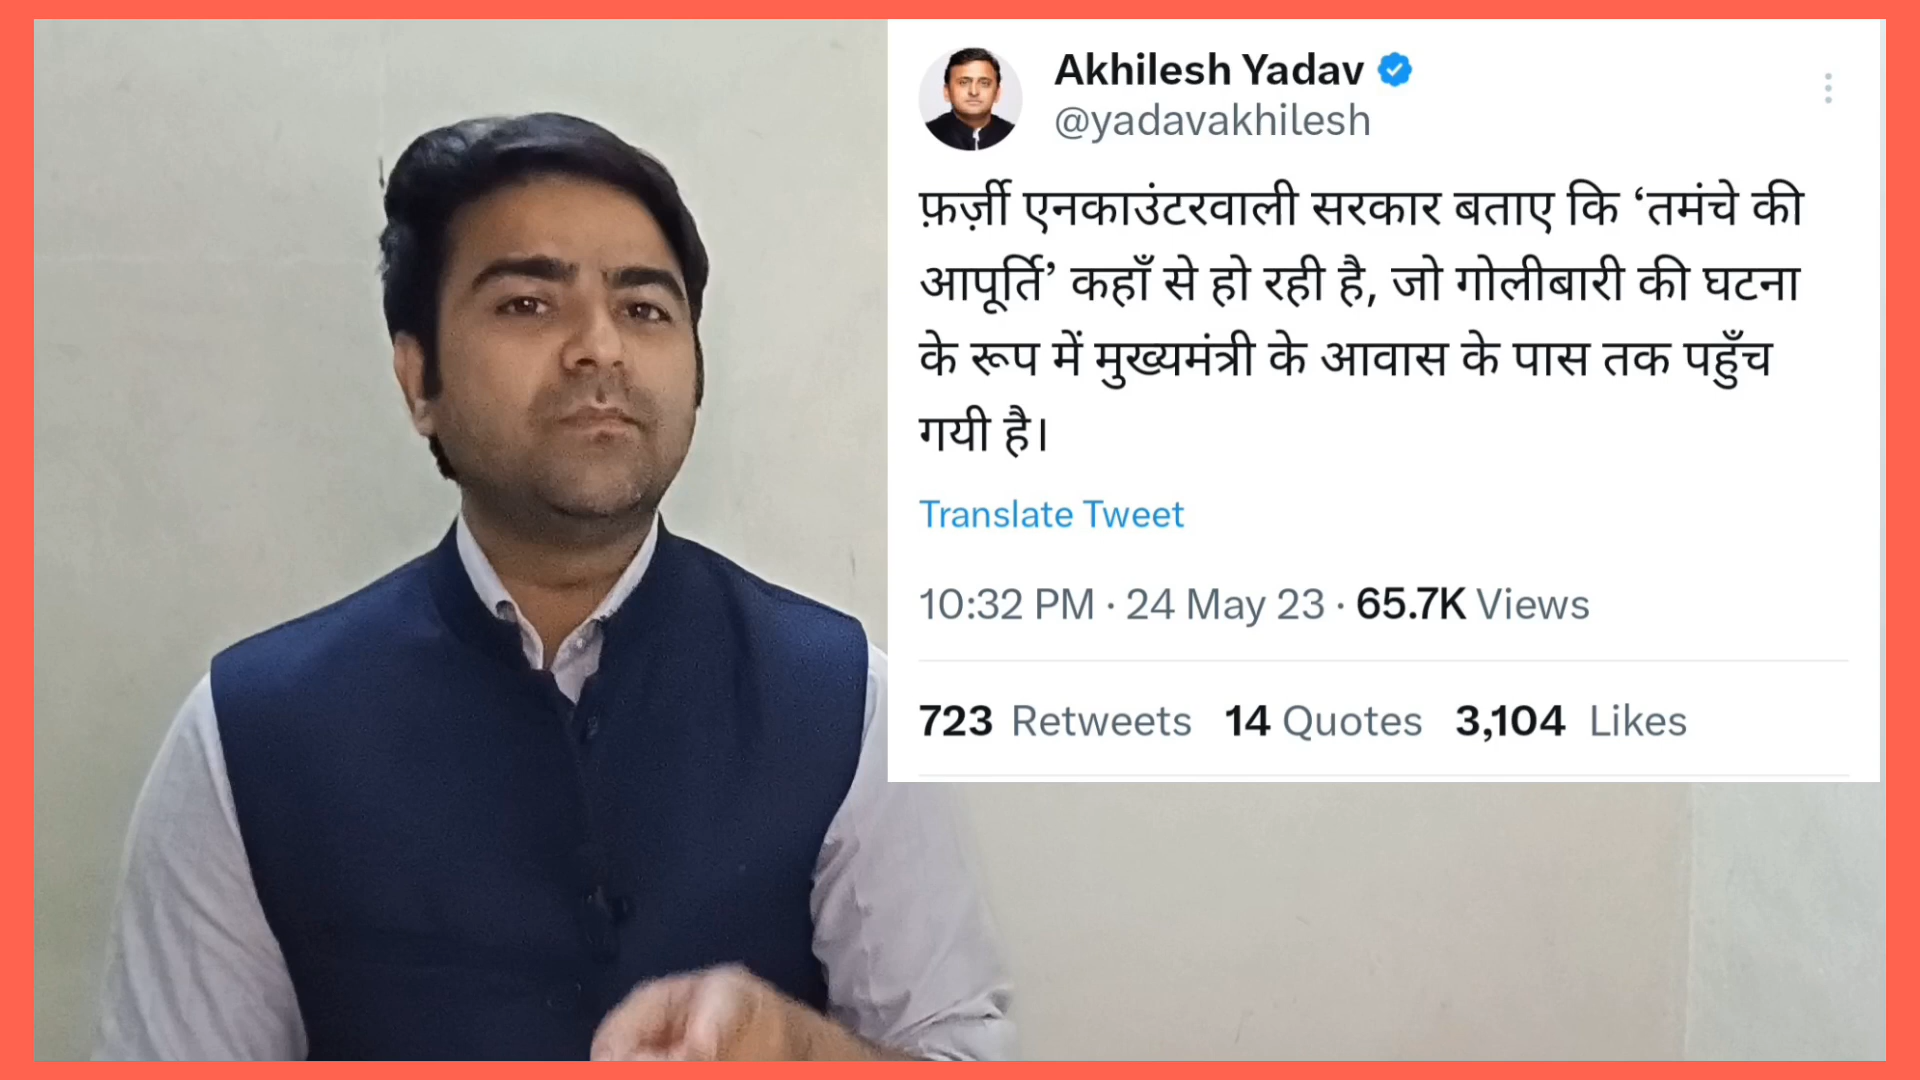 Akhilesh Yadav
@yadavakhilesh
फ़र्ज़ी एनकाउंटरवाली सरकार बताए कि ‘तमंचे की
आपूर्ति’ कहाँ से हो रही है, जो गोलीबारी की घटना
के रूप में मुख्यमंत्री के आवास के पास तक पहुँच
गयी है।
Translate Tweet
10:32 PM · 24 May 23 · 65.7K Views
723 Retweets 14 Quotes 3,104 Likes